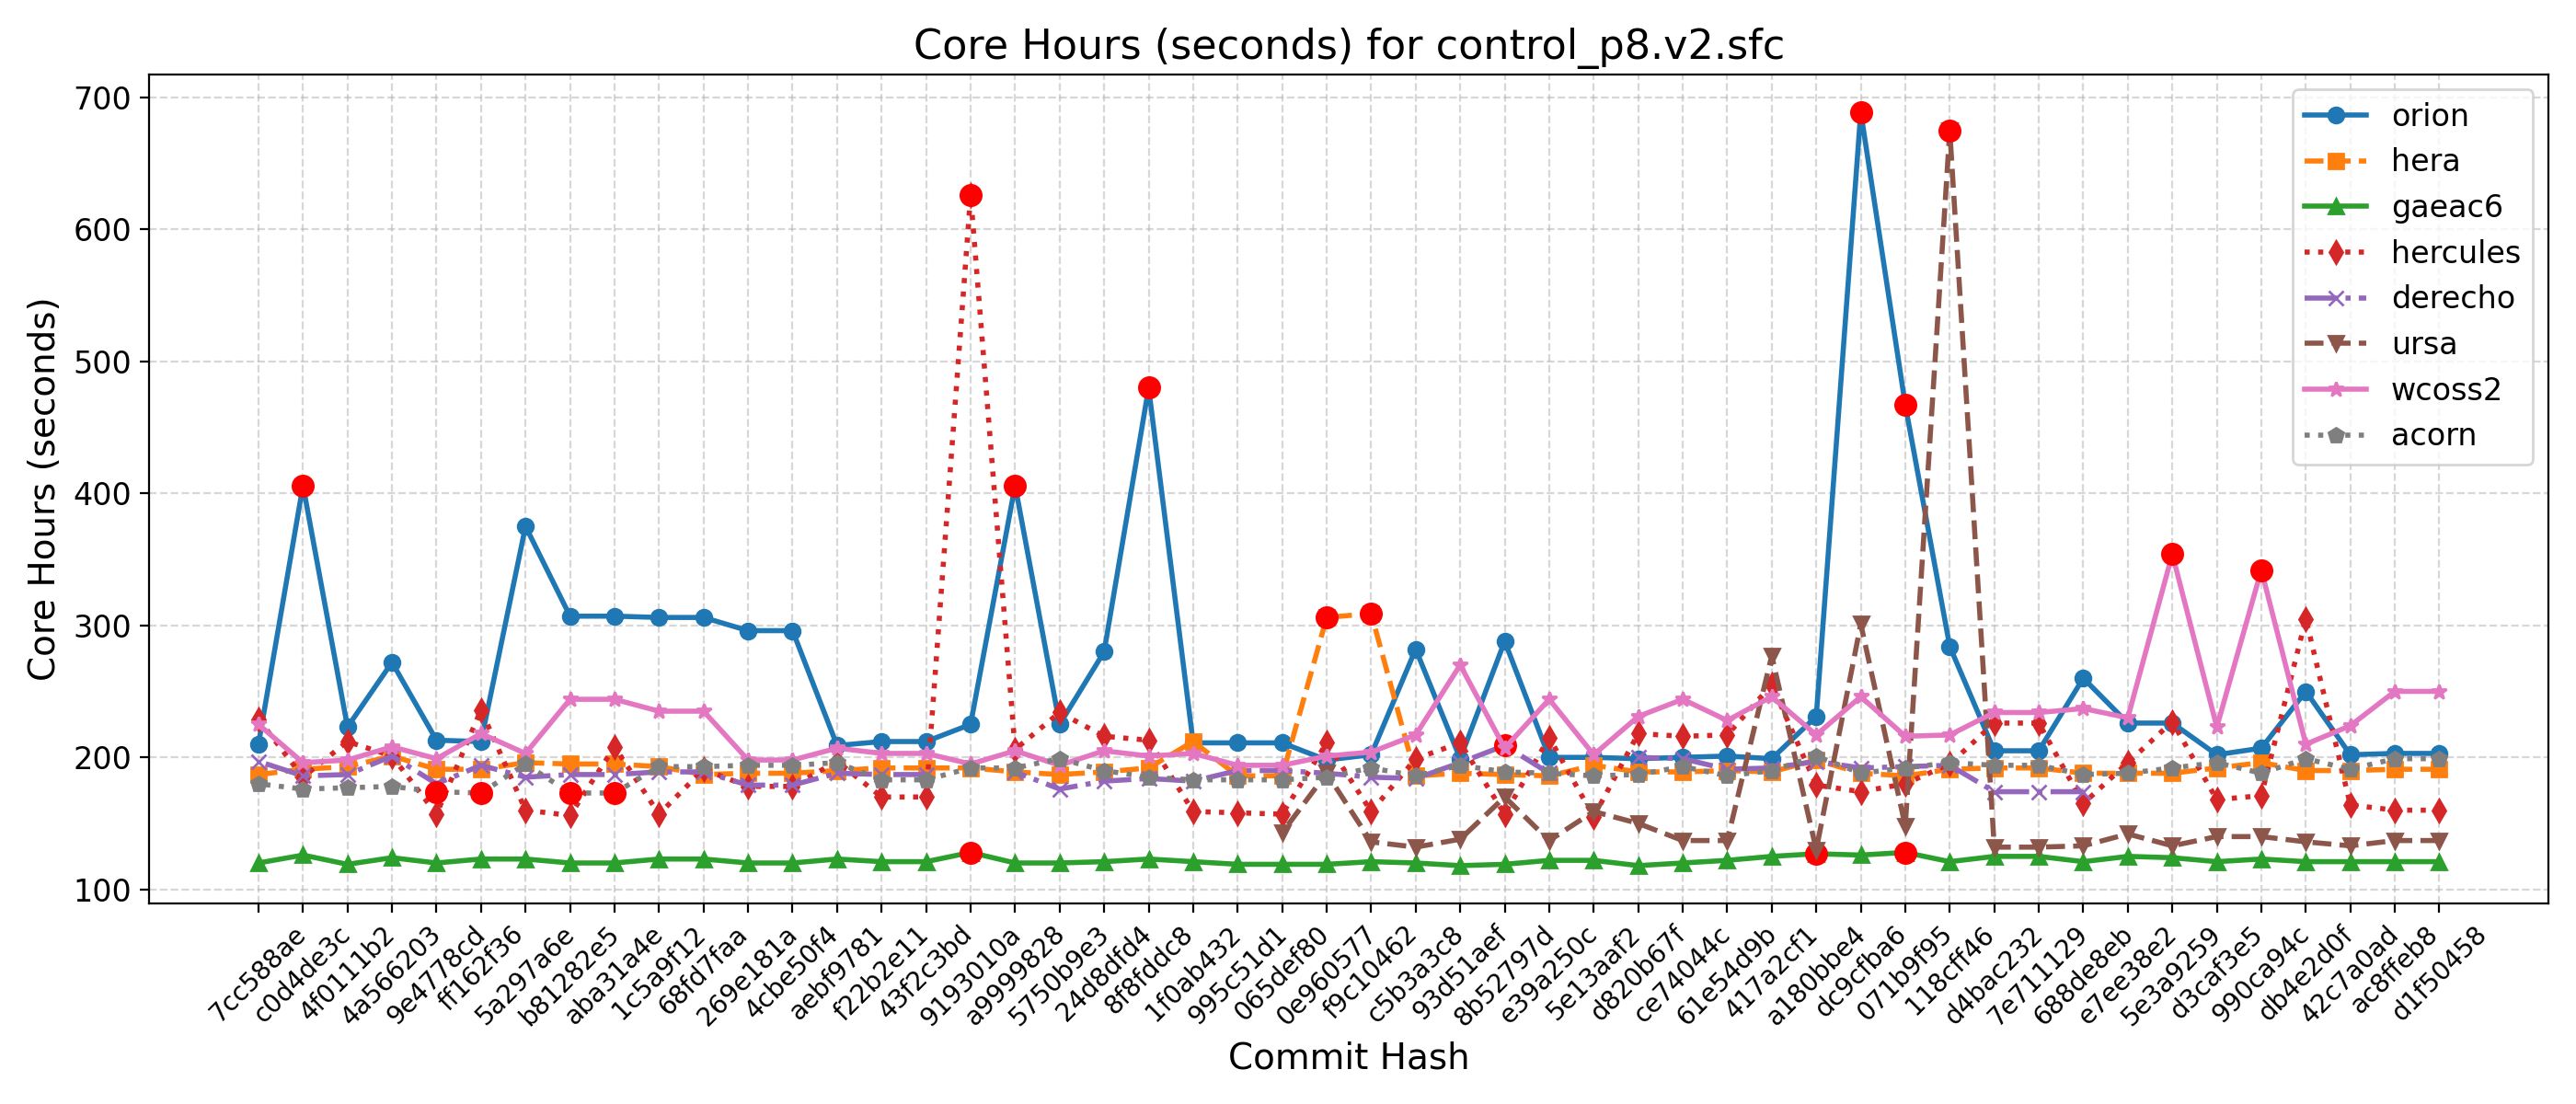 Core Hours (seconds) for control_p8.v2.sfc
Core Hours (seconds)
700
600
500
400
300
200
100
orion
hera
gaeac6
hercules
derecho
ursa
wcoss2
acorn
7cc588ae
c0d4de3c
4f0111b2
4a566203
9e4778cd
ff162f36
5a297a6e
b81282e5
aba31a4e
1c5a9f12
68fd7faa
269e181a
4cbe50f4
aebf9781
f22b2e11
43f2c3bd
9193010a
a9999828
5750b9e3
24d8dfd4
8f8fddc8
1f0ab432
995c51d1
065def80
0e960577
f9c10462
c5b3a3c8
93d51aef
8b52797d
e39a250c
5e13aaf2
d820b67f
ce74044c
61e54d9b
417a2cf1
a180bbe4
dc9cfba6
071b9f95
118cff46
d4bac232
7e711129
688de8eb
e7ee38e2
5e3a9259
d3caf3e5
990ca94c
db4e2d0f
42c7a0ad
ac8ffeb8
d1f50458
Commit Hash